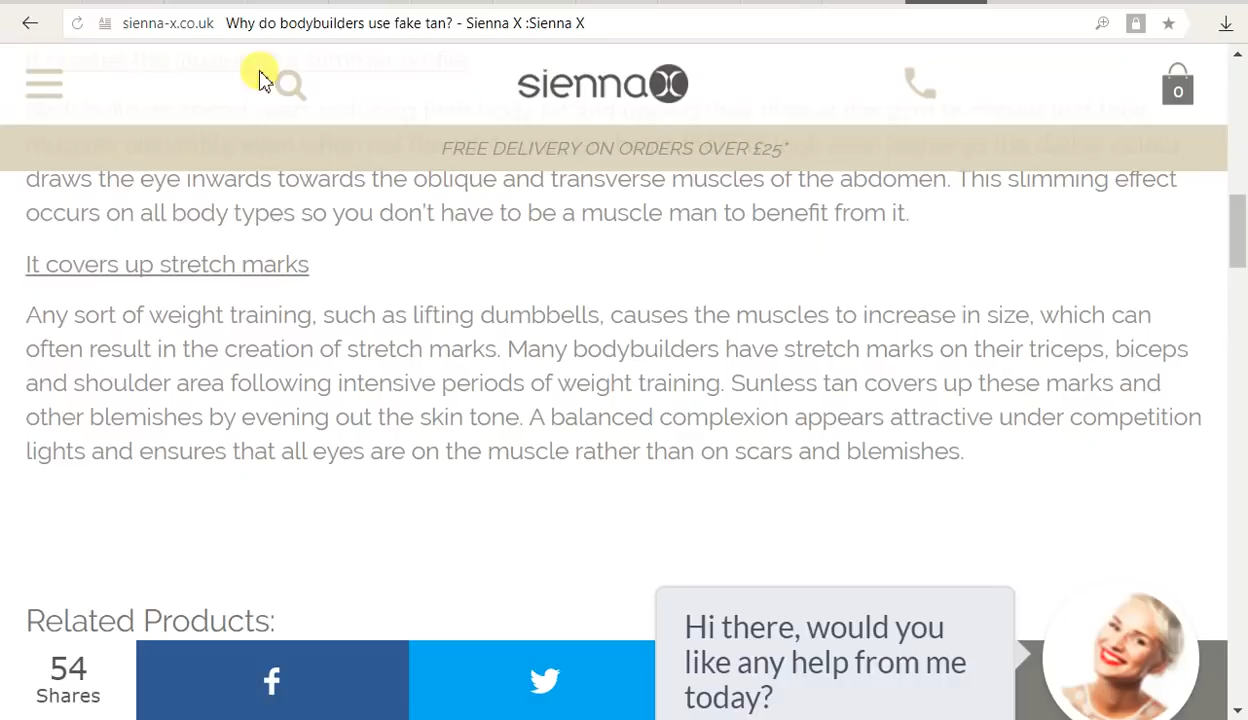 sienna-x.co.uk Why do bodybuilders use fake tan? - Sienna X :Sienna X
sienna X
0
FREE DELIVERY ON ORDERS OVER £25*
draws the eye inwards towards the oblique and transverse muscles of the abdomen. This slimming effect
occurs on all body types so you don't have to be a muscle man to benefit from it.
It covers up stretch marks
Any sort of weight training, such as lifting dumbbells, causes the muscles to increase in size, which can
often result in the creation of stretch marks. Many bodybuilders have stretch marks on their triceps, biceps
and shoulder area following intensive periods of weight training. Sunless tan covers up these marks and
other blemishes by evening out the skin tone. A balanced complexion appears attractive under competition
lights and ensures that all eyes are on the muscle rather than on scars and blemishes.
Related Products:
54
Shares
Hi there, would you
like any help from me
today?